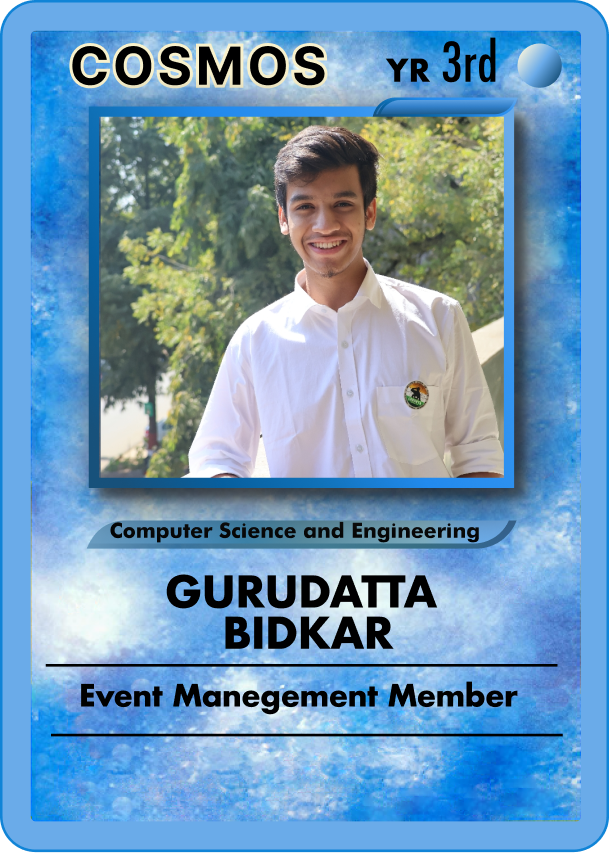 COSMOS YR 3rd
Computer Science and Engineering
GURUDATTA
BIDKAR
Event Manegement Member